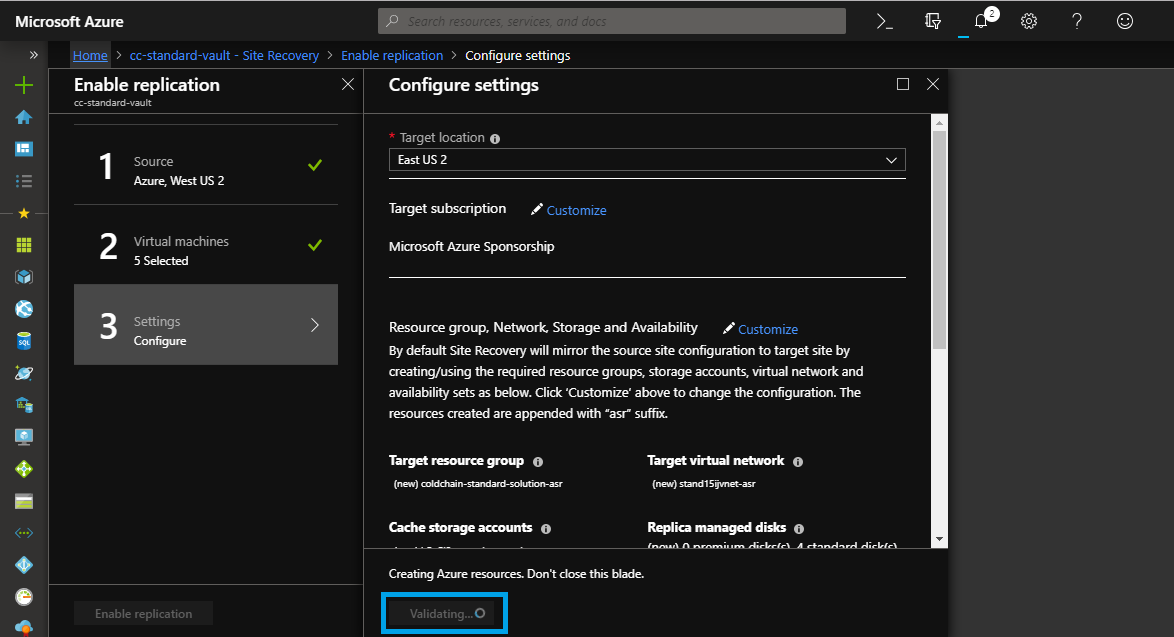 Microsoft Azure
Search resources, services, and docs
2
Home > cc-standard-vault - Site Recovery > Enable replication > Configure settings
Enable replication
cc-standard-vault
1
Source
Azure, West US 2
2
Virtual machines
5 Selected
3
Settings
Configure
Enable replication
Configure settings
* Target location
East US 2
Target subscription
Customize
Microsoft Azure Sponsorship
Resource group, Network, Storage and Availability
Customize
By default Site Recovery will mirror the source site configuration to target site by
creating/using the required resource groups, storage accounts, virtual network and
availability sets as below. Click 'Customize' above to change the configuration. The
resources created are appended with “asr” suffix.
Target resource group
(new) coldchain-standard-solution-asr
Target virtual network
(new) stand15ijvnet-asr
Cache storage accounts
Replica managed disks
(new) 0 premium disks(s), 4 standard disk(s)
Creating Azure resources. Don't close this blade.
Validating...